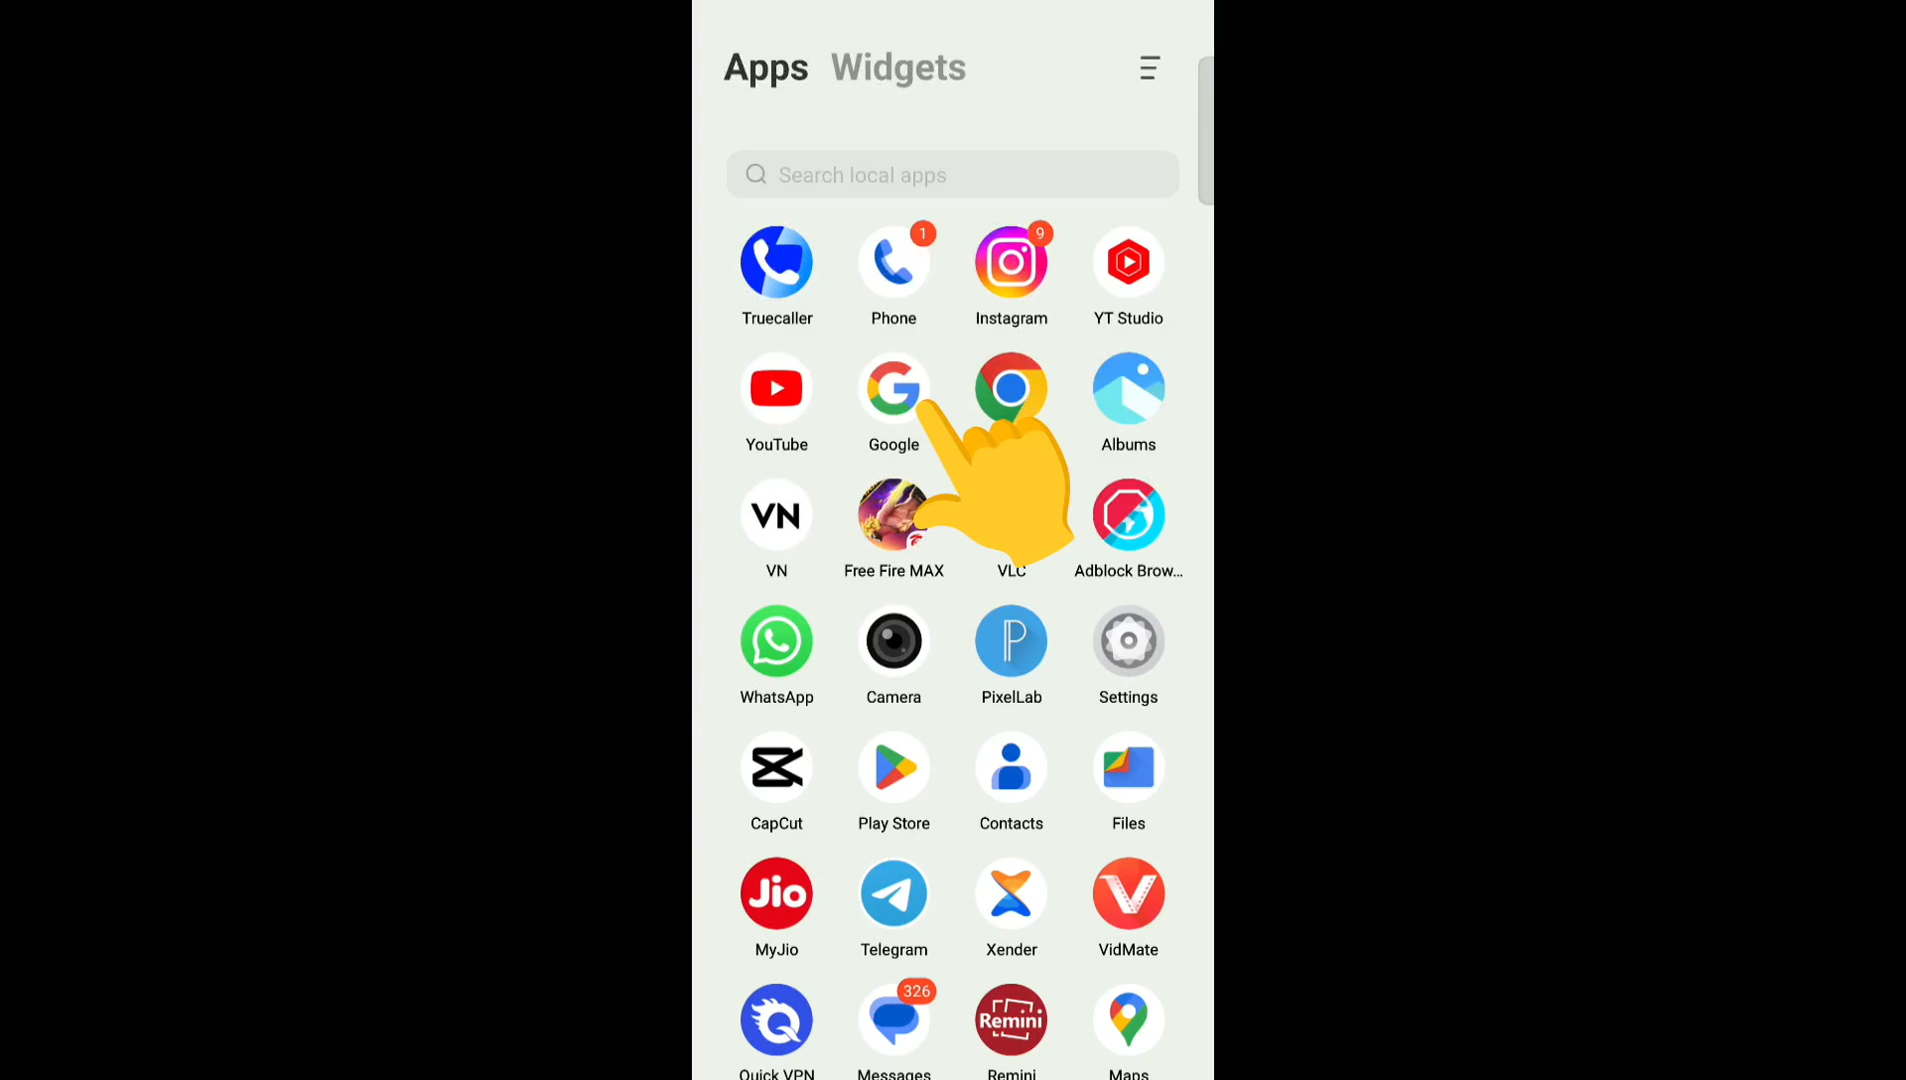 Apps Widgets
Search local apps
1
9
Truecaller Phone Instagram YT Studio
YouTube Google Albums
VN
VN Free Fire MAX VLC Adblock Brow...
WhatsApp Camera PixelLab Settings
CapCut Play Store Contacts Files
Jio
MyJio Telegram Xender VidMate
326
Remini
Quick VPN Messages Remini Maps